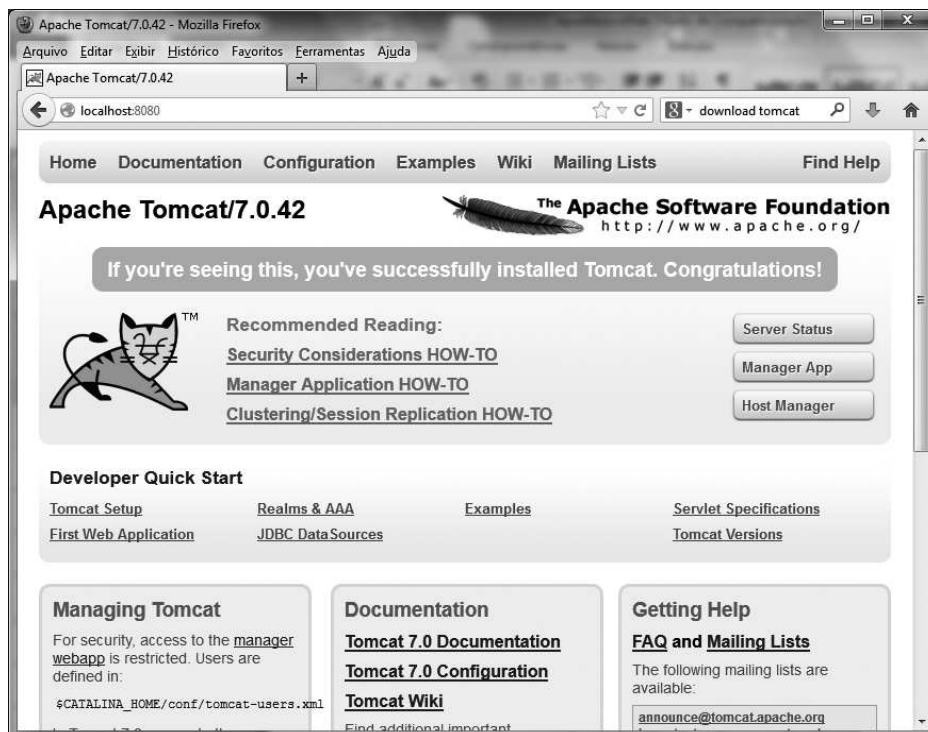 Apache Tomcat/7.0.42 - Mozilla Firefox
Arquivo Editar Exibir Histórico Favoritos Ferramentas Ajuda
Apache Tomcat/7.0.42 +
localhost:8080 download tomcat
Home Documentation Configuration Examples Wiki Mailing Lists Find Help
Apache Tomcat/7.0.42
The Apache Software Foundation
http://www.apache.org/
If you're seeing this, you've successfully installed Tomcat. Congratulations!
TM
Recommended Reading:
Security Considerations HOW-TO
Manager Application HOW-TO
Clustering/Session Replication HOW-TO
Server Status
Manager App
Host Manager
Developer Quick Start
Tomcat Setup Realms & AAA Examples Servlet Specifications
First Web Application JDBC DataSources Tomcat Versions
Managing Tomcat
For security, access to the manager
webapp is restricted. Users are
defined in:
$CATALINA_HOME/conf/tomcat-users.xml
Documentation
Tomcat 7.0 Documentation
Tomcat 7.0 Configuration
Tomcat Wiki
Find additional important
Getting Help
FAQ and Mailing Lists
The following mailing lists are
available:
announce@tomcat.apache.org